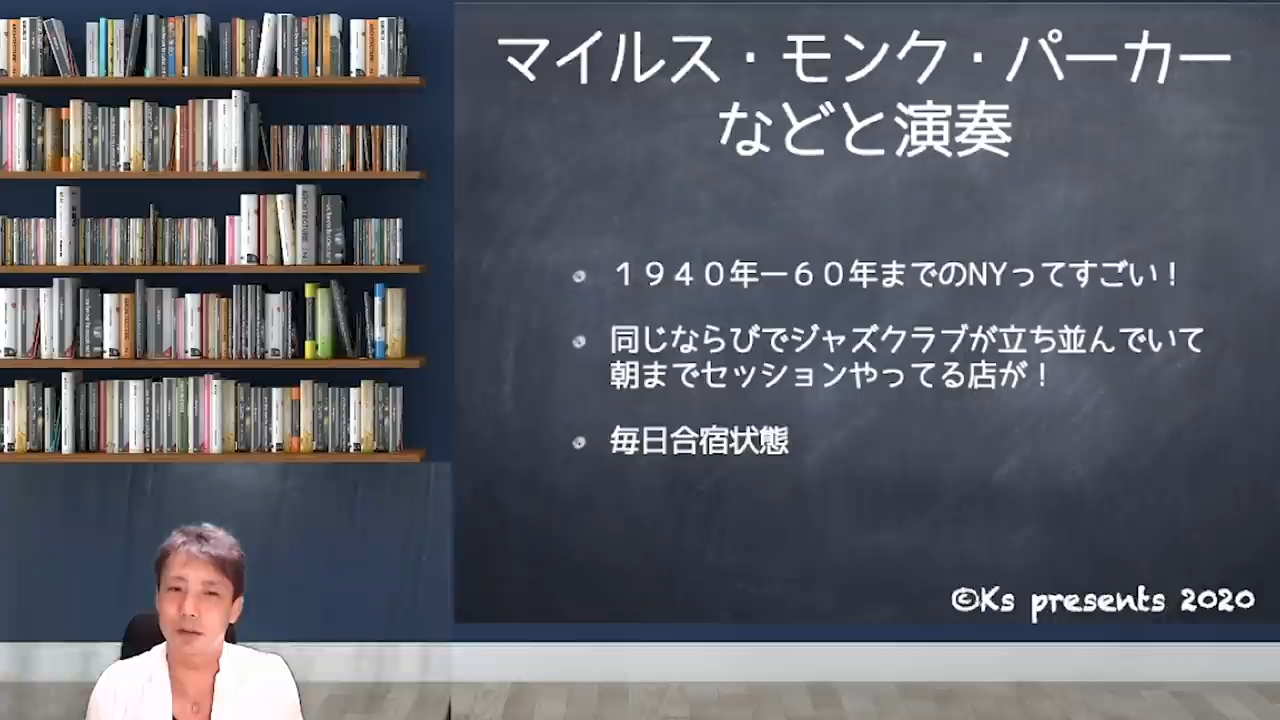 マイルス・モンク・パーカー
などと演奏
１９４０年ー６０年までのNYってすごい！
同じならびでジャズクラブが立ち並んでいて
朝までセッションやってる店が！
毎日合宿状態
©Ks presents 2020